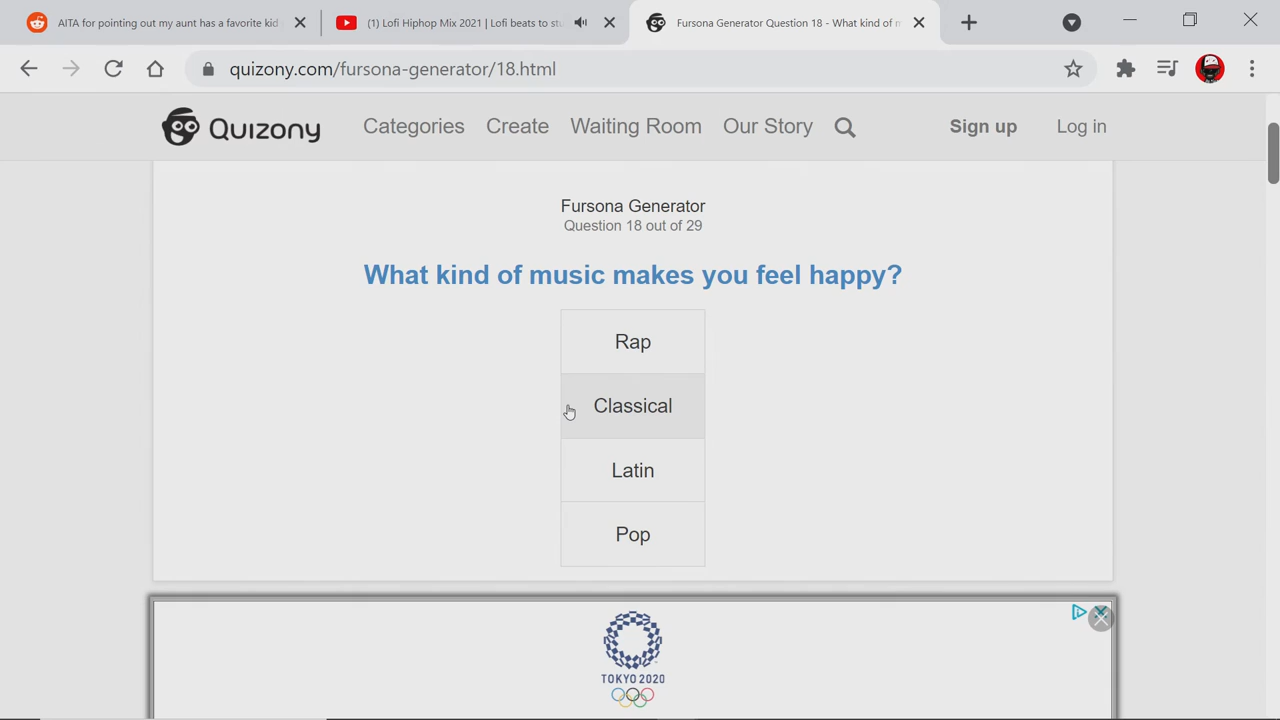 AITA for pointing out my aunt has a favorite kid
(1) Lofi Hiphop Mix 2021 | Lofi beats to stu
Fursona Generator Question 18 - What kind of m
quizony.com/fursona-generator/18.html
Quizony Categories Create Waiting Room Our Story Sign up Log in
Fursona Generator
Question 18 out of 29
What kind of music makes you feel happy?
Rap
Classical
Latin
Pop
TOKYO 2020